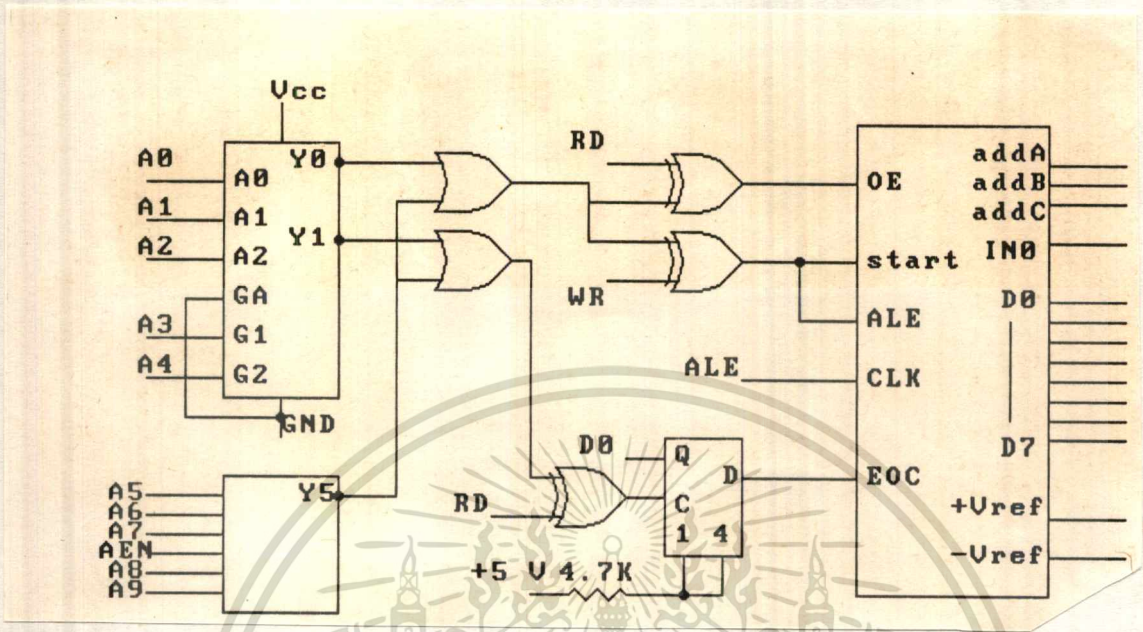 Vcc
A0
A1
A2
A3
A4
A0
A1
A2
GA
G1
G2
Y0
Y1
GND
A5
A6
A7
AEN
A8
A9
Y5
RD
WR
ALE
D0
RD
Q
D
C
1 4
+5 V 4.7K
OE
start
ALE
CLK
EOC
addA
addB
addC
IN0
D0
D7
+Vref
-Vref